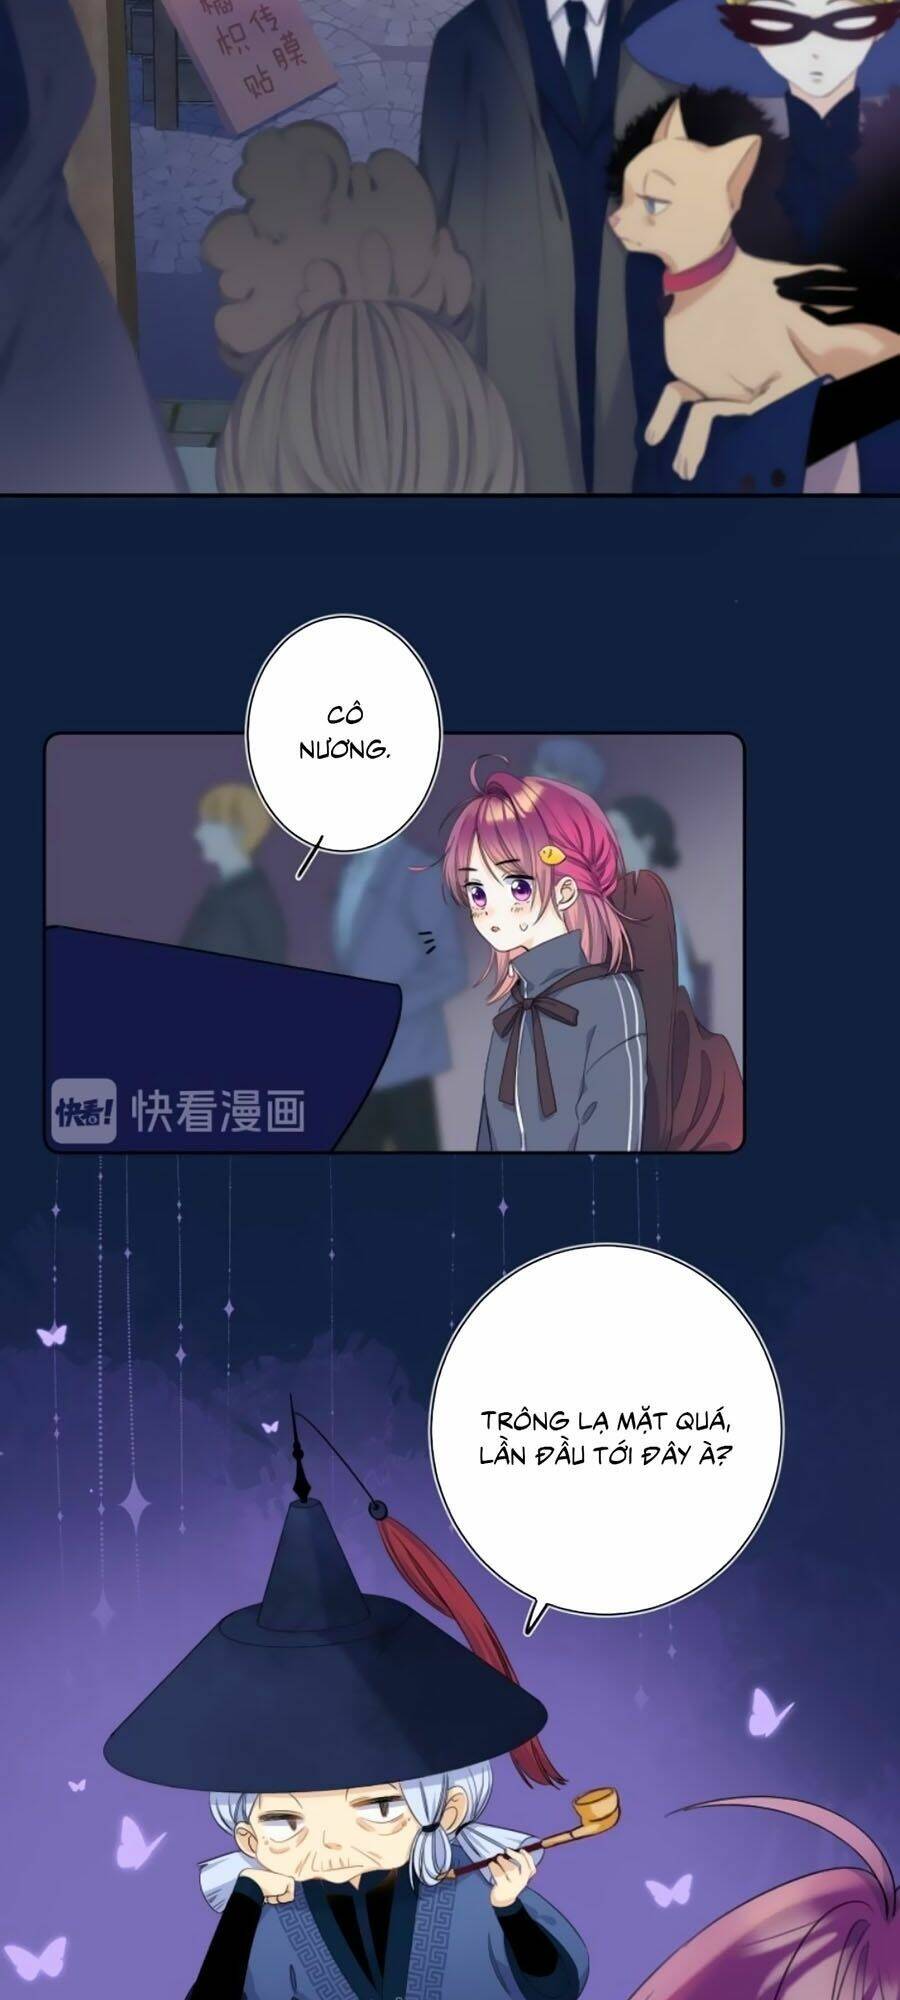 传膜
织贴
CÔ
NƯƠNG.
快看!
快看漫画
TRÔNG LẠ MẶT QUÁ,
LẦN ĐẦU TỚI ĐÂY À?